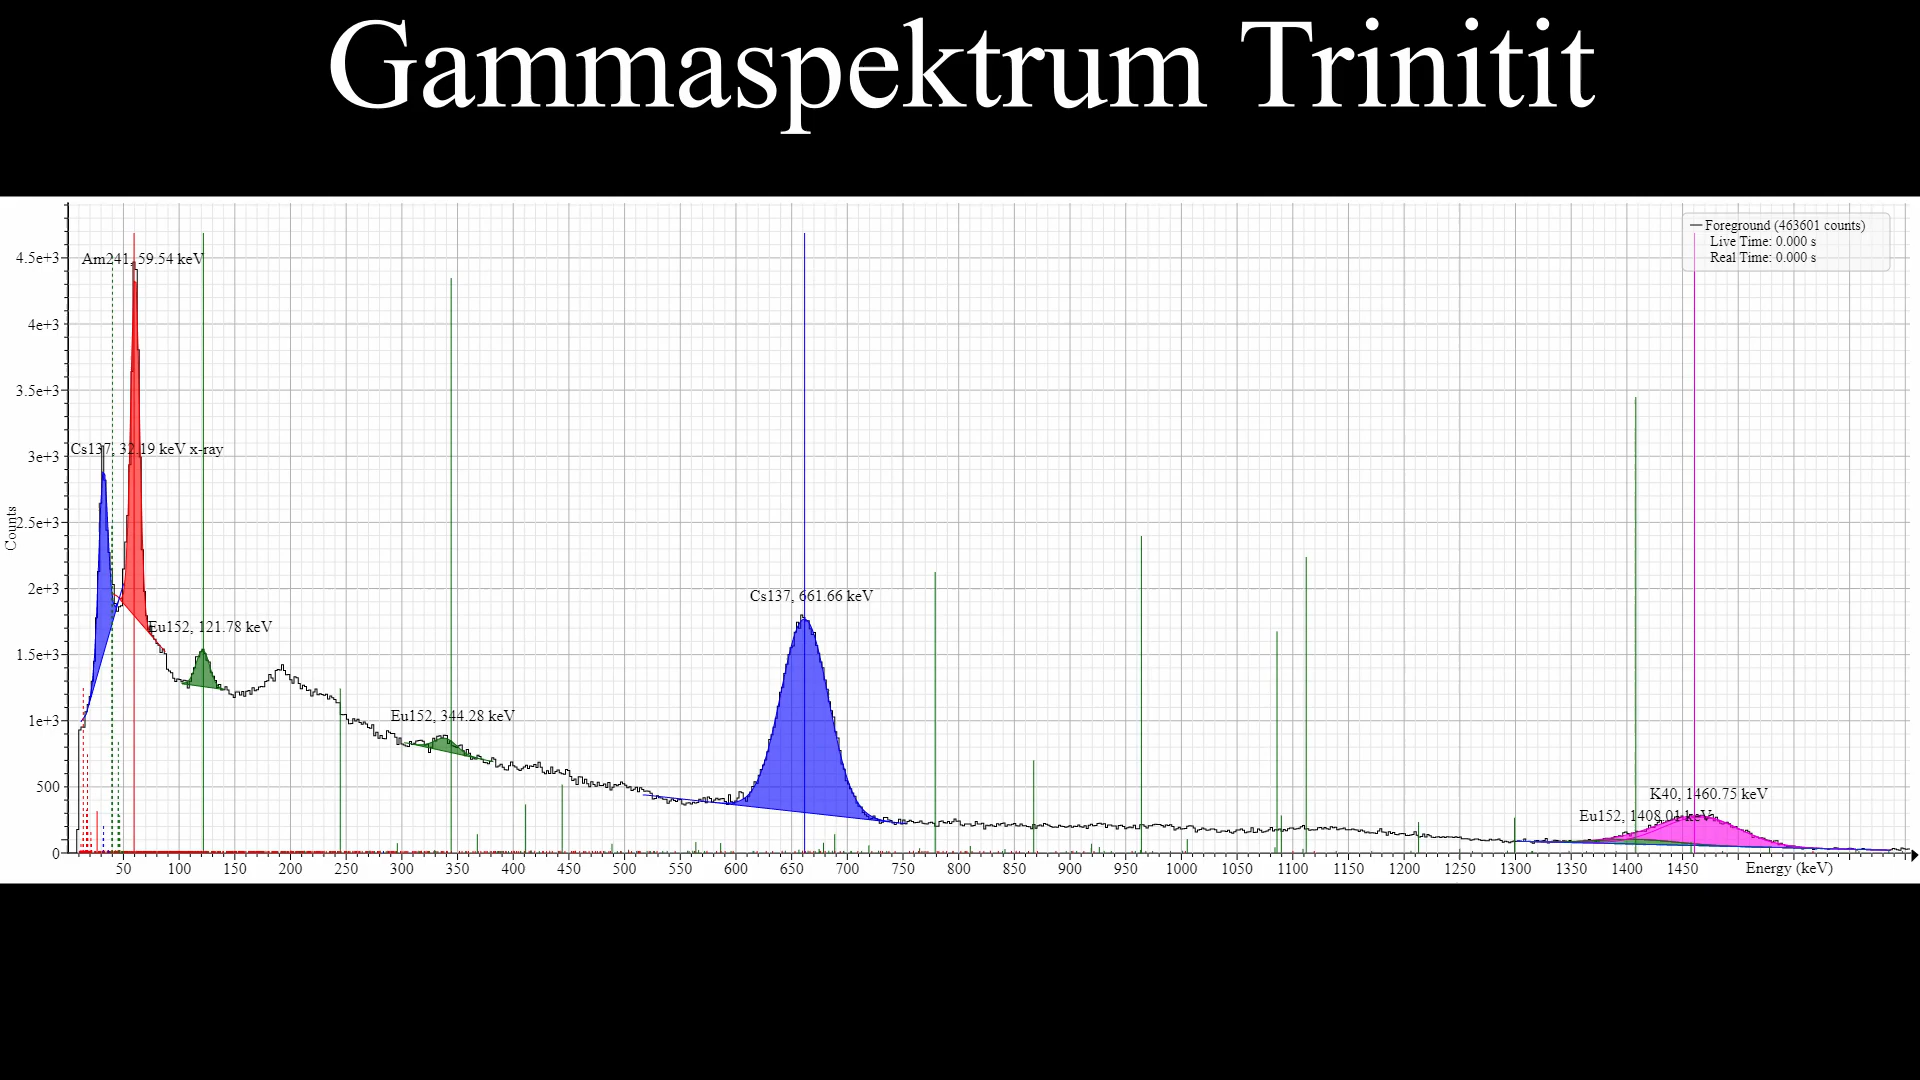 Gammaspektrum Trinitit
Foreground (463601 counts)
Live Time: 0.000 s
Real Time: 0.000 s
4.5e+3
4e+3
3.5e+3
3e+3
2.5e+3
2e+3
1.5e+3
1e+3
500
0
Counts
Am241, 59.54 keV
Cs137, 32.19 keV x-ray
Eu152, 121.78 keV
Eu152, 344.28 keV
Cs137, 661.66 keV
K40, 1460.75 keV
Eu152, 1408.01 keV
50 100 150 200 250 300 350 400 450 500 550 600 650 700 750 800 850 900 950 1000 1050 1100 1150 1200 1250 1300 1350 1400 1450
Energy (keV)